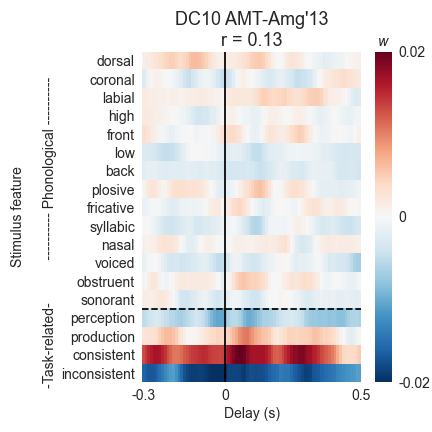 DC10 AMT-Amg'13
r = 0.13
w
dorsal
coronal
labial
high
front
low
back
plosive
fricative
syllabic
nasal
voiced
obstruent
sonorant
perception
production
consistent
inconsistent
Stimulus feature
-Task-related- ----------- Phonological -----------
0.02
0
-0.02
-0.3 0 0.5
Delay (s)